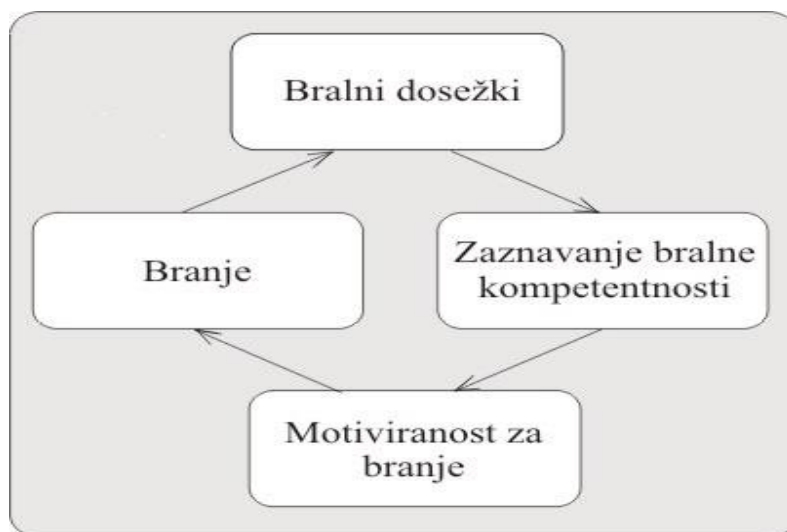 Bralni dosežki
Branje
Zaznavanje bralne
kompetentnosti
Motiviranost za
branje